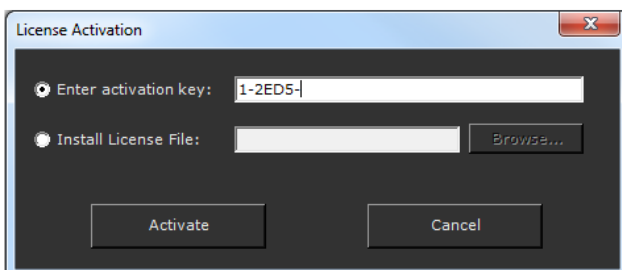 License Activation
Enter activation key: 1-2ED5-
Install License File: Browse...
Activate Cancel